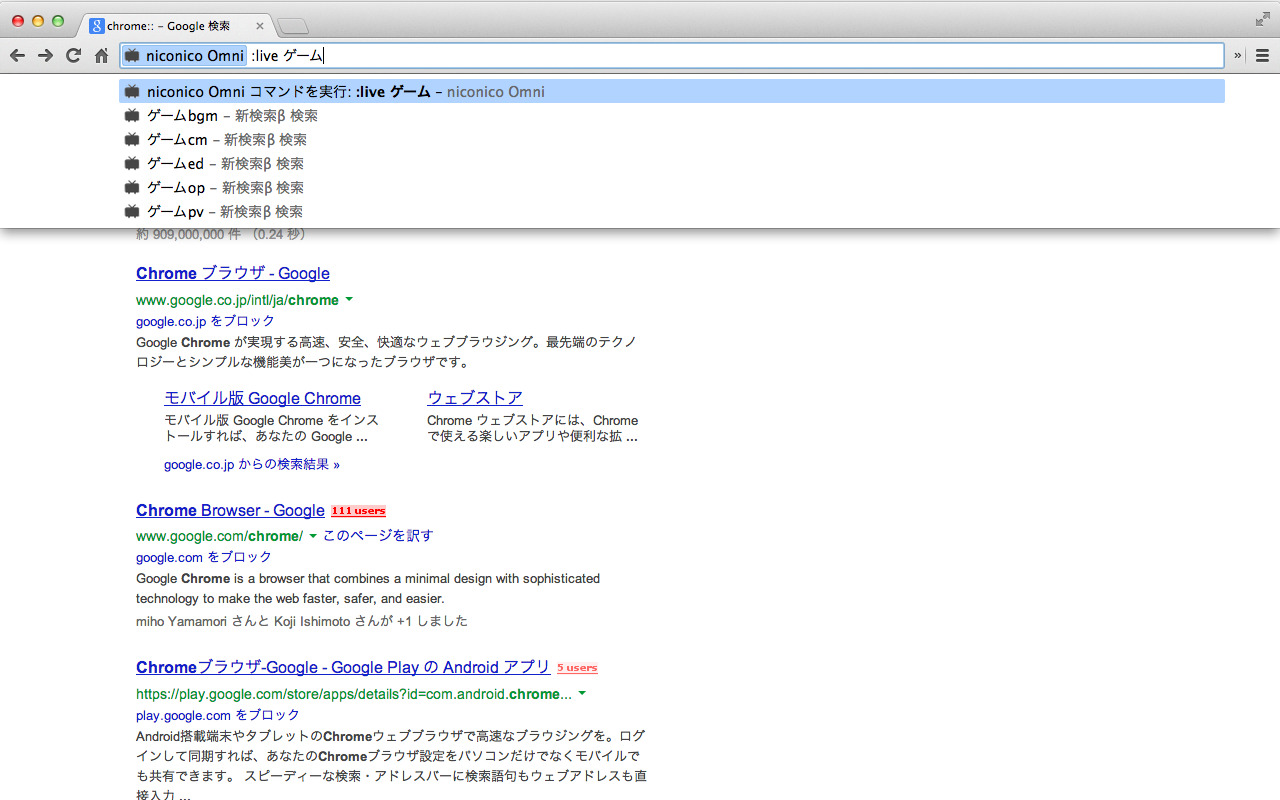 chrome:: – Google 検索
niconico Omni :live ゲーム
niconico Omni コマンドを実行: :live ゲーム – niconico Omni
ゲームbgm – 新検索β 検索
ゲームcm – 新検索β 検索
ゲームed – 新検索β 検索
ゲームop – 新検索β 検索
ゲームpv – 新検索β 検索
約 909,000,000 件 （0.24 秒）
Chrome ブラウザ - Google
www.google.co.jp/intl/ja/chrome
google.co.jp をブロック
Google Chrome が実現する高速、安全、快適なウェブブラウジング。最先端のテクノ
ロジーとシンプルな機能美が一つになったブラウザです。
モバイル版 Google Chrome
モバイル版 Google Chrome をインス
トールすれば、あなたの Google ...
ウェブストア
Chrome ウェブストアには、Chrome
で使える楽しいアプリや便利な拡 ...
google.co.jp からの検索結果 »
Chrome Browser - Google 111 users
www.google.com/chrome/ このページを訳す
google.com をブロック
Google Chrome is a browser that combines a minimal design with sophisticated
technology to make the web faster, safer, and easier.
miho Yamamori さんと Koji Ishimoto さんが +1 しました
Chromeブラウザ-Google - Google Play の Android アプリ 5 users
https://play.google.com/store/apps/details?id=com.android.chrome...
play.google.com をブロック
Android搭載端末やタブレットのChromeウェブブラウザで高速なブラウジングを。ログ
インして同期すれば、あなたのChromeブラウザ設定をパソコンだけでなくモバイルで
も共有できます。 スピーディーな検索・アドレスバーに検索語句もウェブアドレスも直
接入力 ...